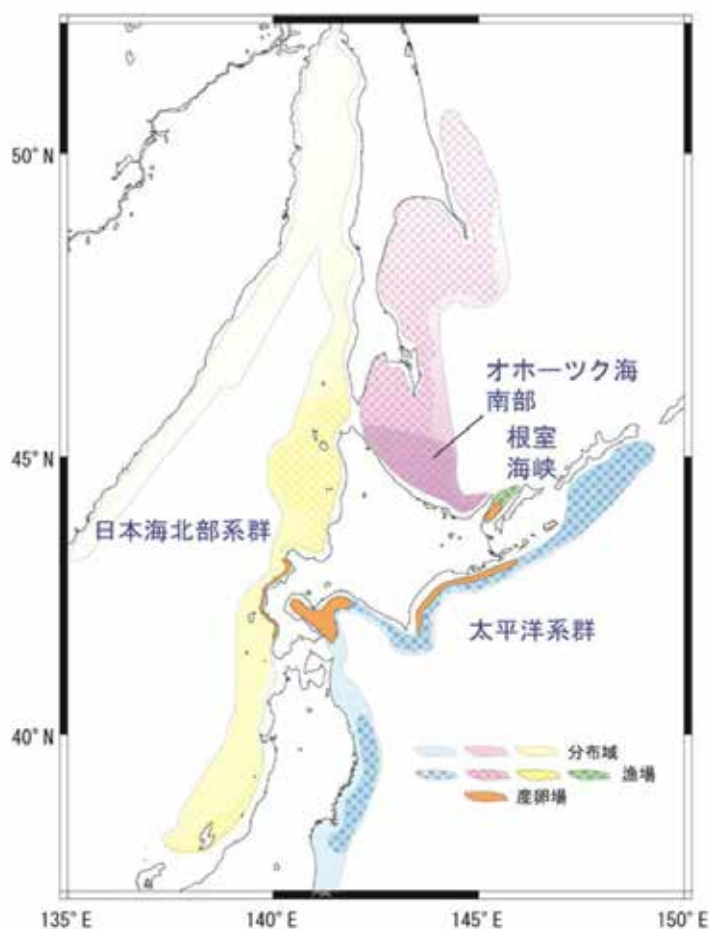 50°N
オホーツク海
南部
根室
海峡
45°N
日本海北部系群
太平洋系群
40°N
分布域
漁場
産卵場
135°E
140°E
145°E
150°E